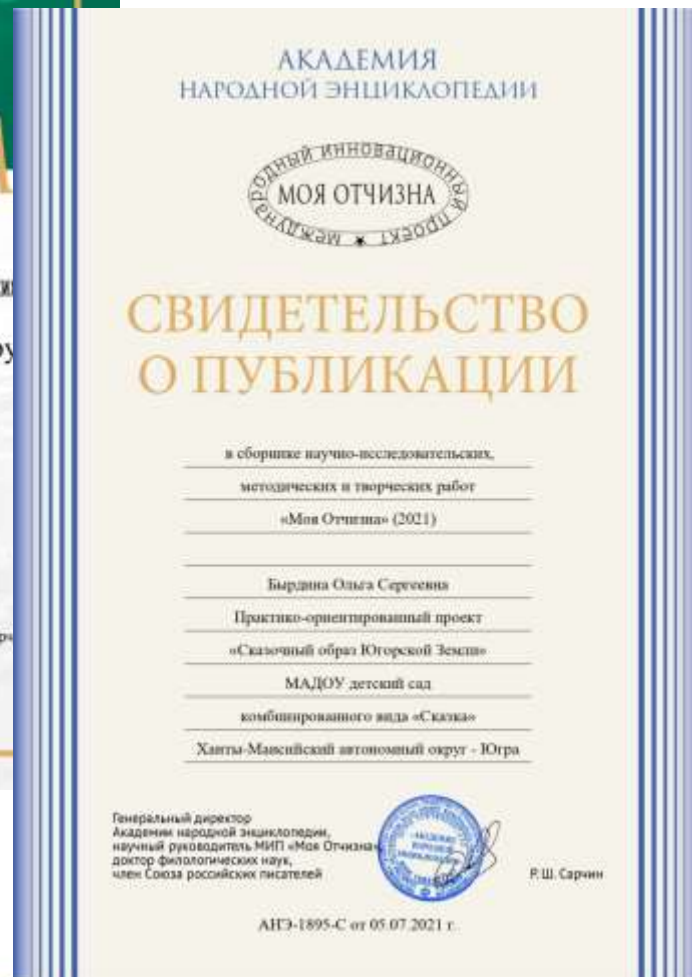 АКАДЕМИЯ
НАРОДНОЙ ЭНЦИКЛОПЕДИИ
МЕЖДУНАРОДНЫЙ ИННОВАЦИОННЫЙ ПРОЕКТ
МОЯ ОТЧИЗНА
СВИДЕТЕЛЬСТВО
О ПУБЛИКАЦИИ
в сборнике научно-исследовательских,
методических и творческих работ
«Моя Отчизна» (2021)
Бырдина Ольга Сергеевна
Практико-ориентированный проект
«Сказочный образ Югорской Земли»
МАДОУ детский сад
комбинированного вида «Сказка»
Ханты-Мансийский автономный округ - Югра
Генеральный директор
Академии народной энциклопедии,
научный руководитель МИП «Моя Отчизна»
доктор филологических наук,
член Союза российских писателей
АКАДЕМИЯ
НАРОДНОЙ
ЭНЦИКЛОПЕДИИ
Р. Ш. Сарчин
АНЭ-1895-С от 05.07.2021 г.